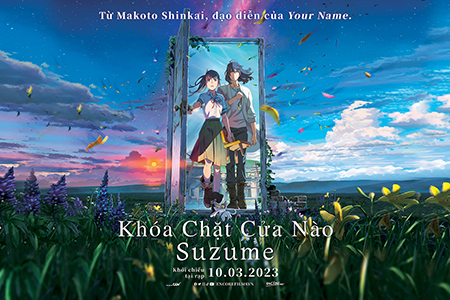 Từ Makoto Shinkai, đạo diễn của Your Name.
Khóa Chặt Cửa Nào
Suzume
Khởi chiếu
tại rạp
10.03.2023
ENCOREFILMSVN